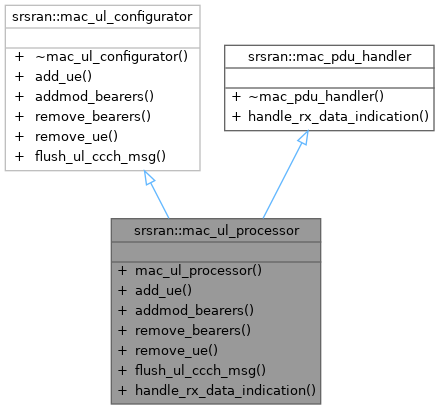 srsran::mac_ul_configurator
+ ~mac_ul_configurator()
+ add_ue()
+ addmod_bearers()
+ remove_bearers()
+ remove_ue()
+ flush_ul_ccch_msg()
srsran::mac_pdu_handler
+ ~mac_pdu_handler()
+ handle_rx_data_indication()
srsran::mac_ul_processor
+ mac_ul_processor()
+ add_ue()
+ addmod_bearers()
+ remove_bearers()
+ remove_ue()
+ flush_ul_ccch_msg()
+ handle_rx_data_indication()